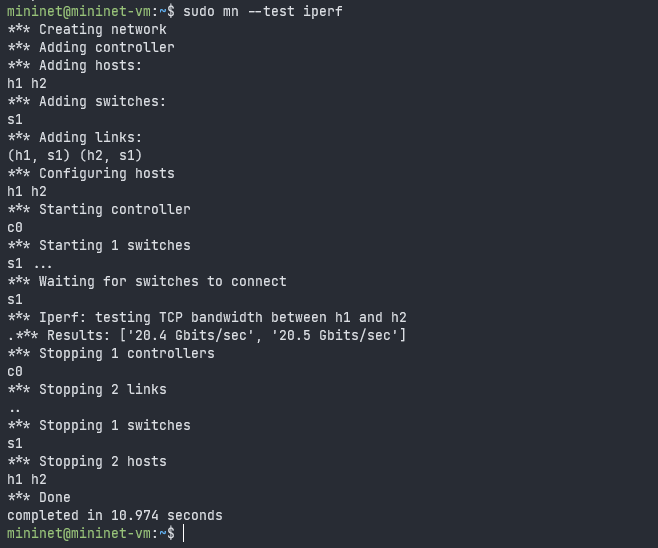 mininet@mininet-vm:~$ sudo mn --test iperf
*** Creating network
*** Adding controller
*** Adding hosts:
h1 h2
*** Adding switches:
s1
*** Adding links:
(h1, s1) (h2, s1)
*** Configuring hosts
h1 h2
*** Starting controller
c0
*** Starting 1 switches
s1 ...
*** Waiting for switches to connect
s1
*** Iperf: testing TCP bandwidth between h1 and h2
.*** Results: ['20.4 Gbits/sec', '20.5 Gbits/sec']
*** Stopping 1 controllers
c0
*** Stopping 2 links
..
*** Stopping 1 switches
s1
*** Stopping 2 hosts
h1 h2
*** Done
completed in 10.974 seconds
mininet@mininet-vm:~$